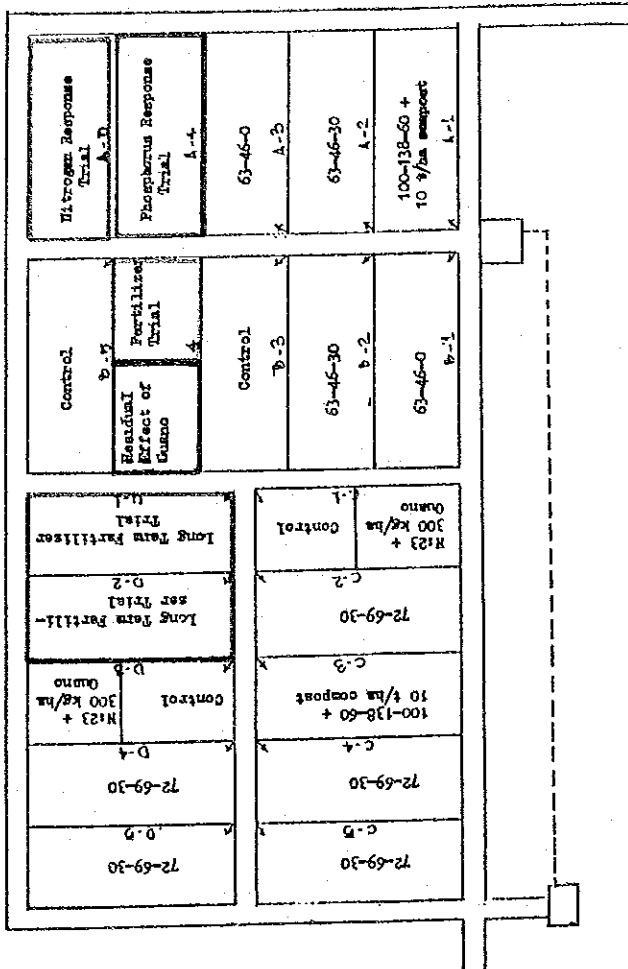 Nitrogen Response
Trial
A-5
Phosphorus Response
Trial
A-4
63-46-0
A-3
63-46-30
A-2
100-138-60 +
10 t/ha compost
A-1
Control
B-5
Fertilizer
Trial
4
Residual
Effect of
Guano
Control
B-3
63-46-30
B-2
63-46-0
B-1
D-1
Long Term Fertilizer
Trial
D-2
Long Term Fertili-
zer Trial
D-3
Control
N:23 +
300 kg/ha
Guano
D-4
72-69-30
D-5
72-69-30
C-1
Control
N:23 +
300 kg/ha
Guano
C-2
72-69-30
C-3
100-138-60 +
10 t/ha compost
C-4
72-69-30
C-5
72-69-30